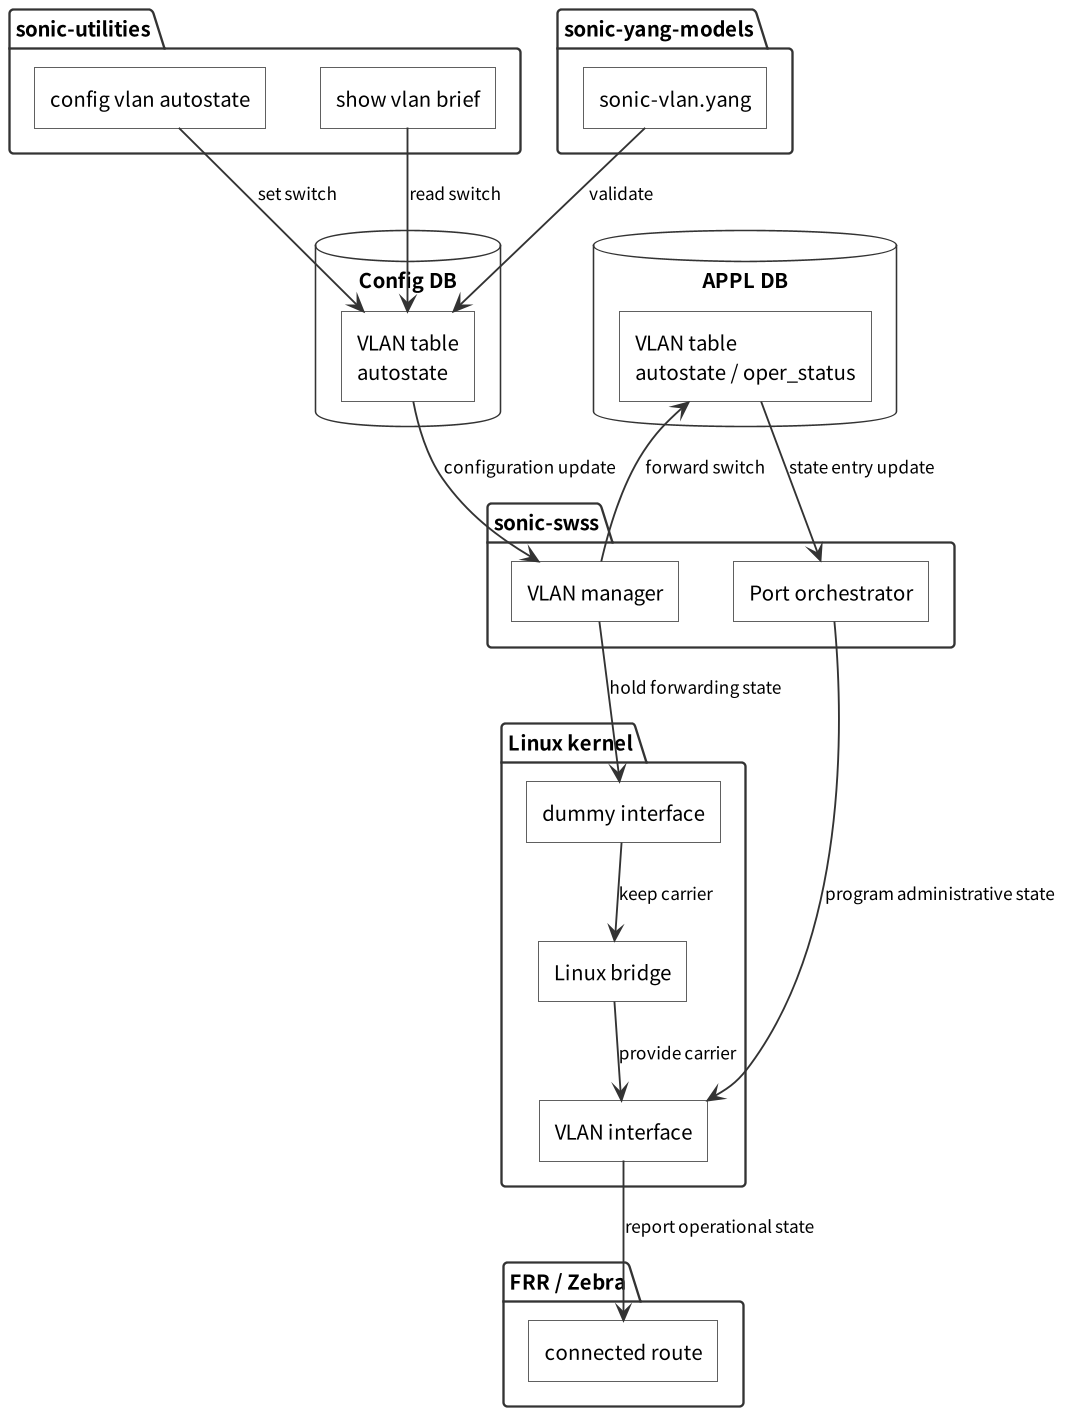 sonic-utilities
config vlan autostate
show vlan brief
sonic-yang-models
sonic-vlan.yang
set switch
read switch
validate
Config DB
VLAN table
autostate
APPL DB
VLAN table
autostate / oper_status
configuration update
forward switch
state entry update
sonic-swss
VLAN manager
Port orchestrator
hold forwarding state
Linux kernel
dummy interface
keep carrier
program administrative state
Linux bridge
provide carrier
VLAN interface
report operational state
FRR / Zebra
connected route